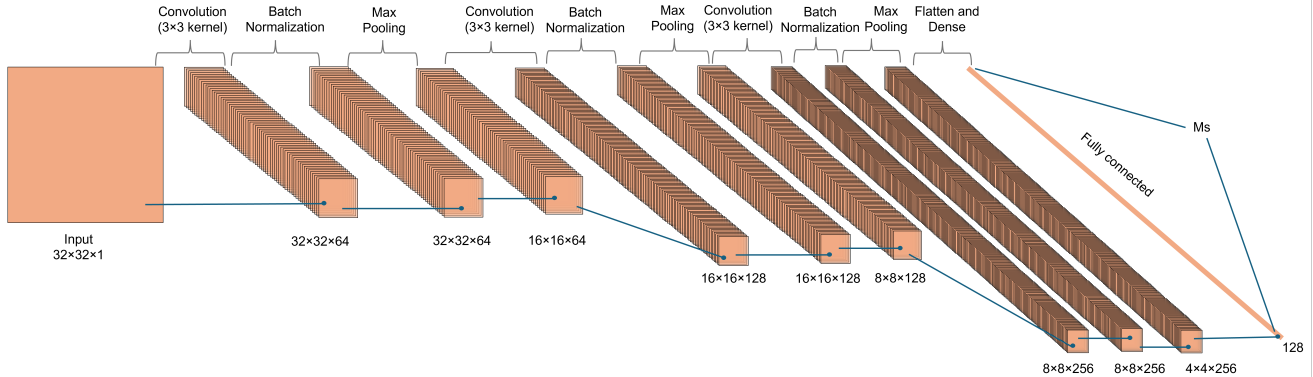 Convolution
(3×3 kernel)
Batch
Normalization
Max
Pooling
Convolution
(3×3 kernel)
Batch
Normalization
Max
Pooling
Convolution
(3×3 kernel)
Batch
Normalization
Max
Pooling
Flatten and
Dense
Ms
Fully connected
Input
32×32×1
32×32×64
32×32×64
16×16×64
16×16×128
16×16×128
8×8×128
128
8×8×256
8×8×256
4×4×256